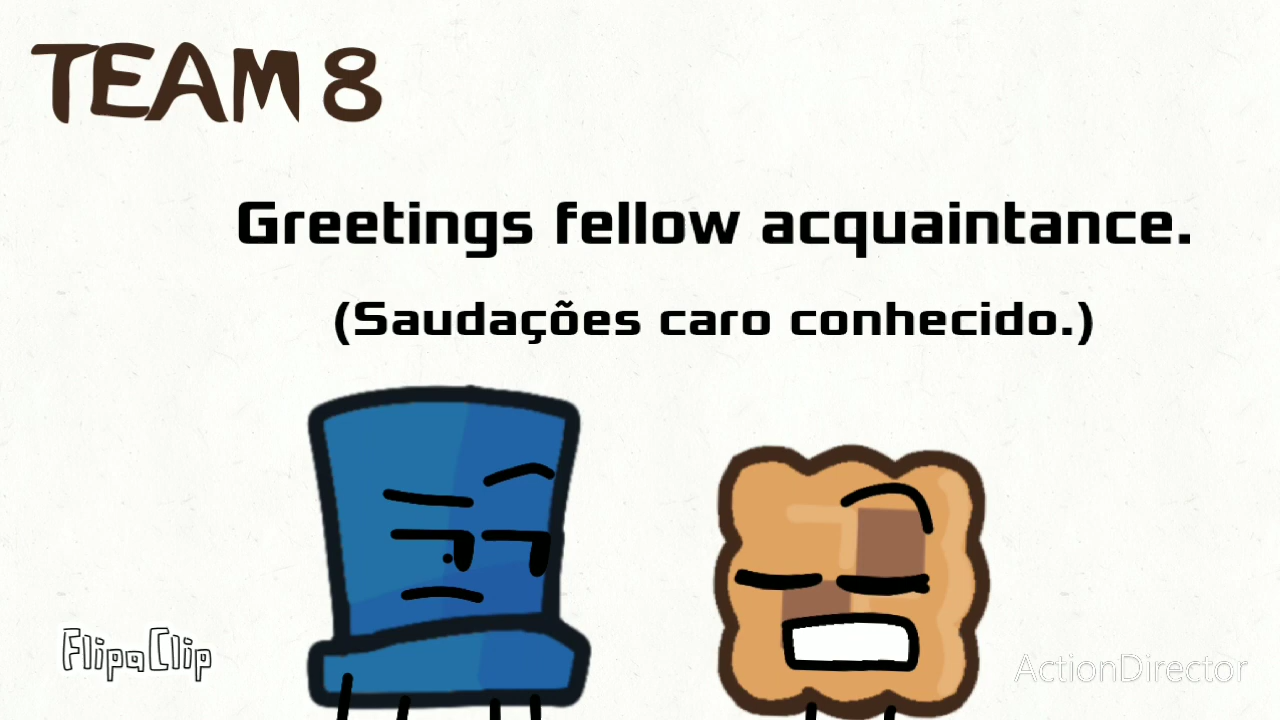 TEAM 8
Greetings fellow acquaintance.
(Saudações caro conhecido.)
FlipaClip
ActionDirector